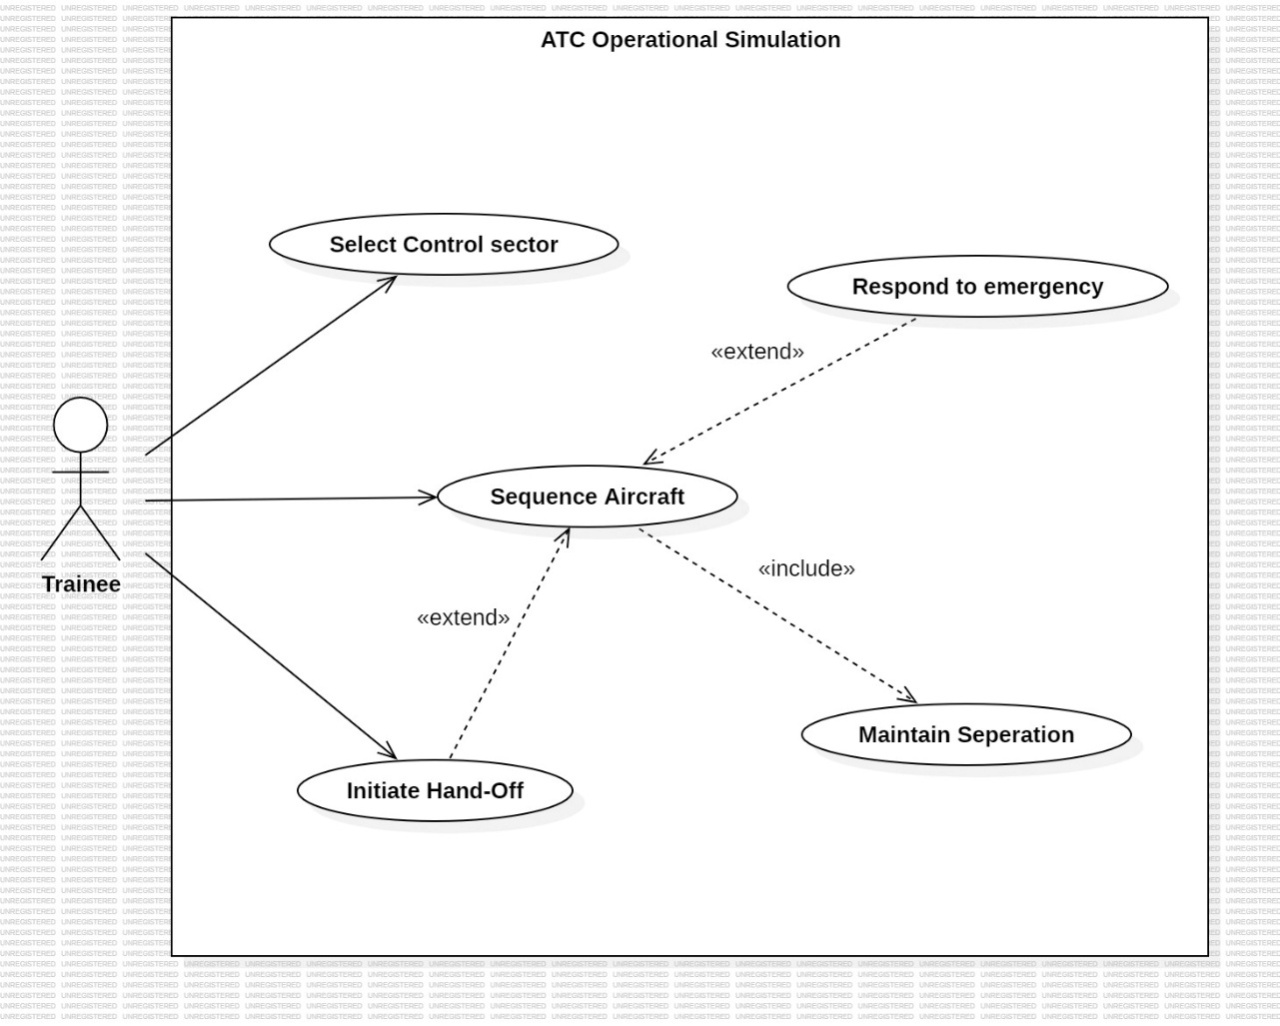 ATC Operational Simulation
Select Control sector
Respond to emergency
«extend»
Sequence Aircraft
«include»
Trainee
«extend»
Maintain Seperation
Initiate Hand-Off
UNREGISTERED